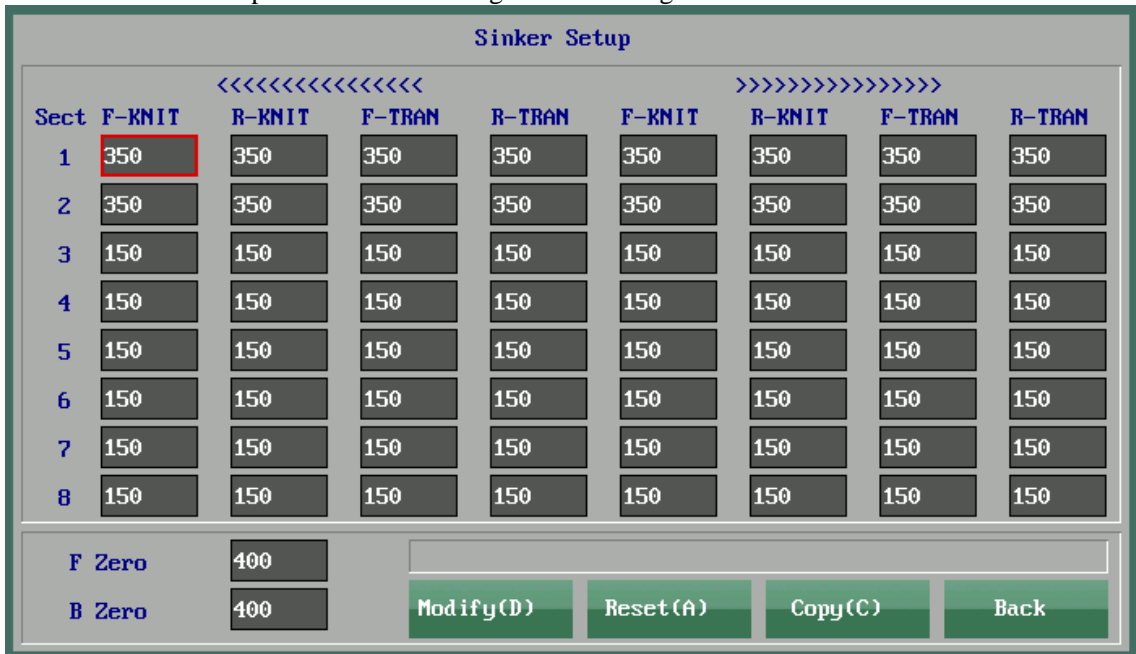 Sinker Setup
<<<<<<<<<<<<<<<< >>>>>>>>>>>>>>>>
Sect F-KNIT R-KNIT F-TRAN R-TRAN F-KNIT R-KNIT F-TRAN R-TRAN
1 350 350 350 350 350 350 350 350
2 350 350 350 350 350 350 350 350
3 150 150 150 150 150 150 150 150
4 150 150 150 150 150 150 150 150
5 150 150 150 150 150 150 150 150
6 150 150 150 150 150 150 150 150
7 150 150 150 150 150 150 150 150
8 150 150 150 150 150 150 150 150
F Zero 400
B Zero 400
Modify(D) Reset(A) Copy(C) Back